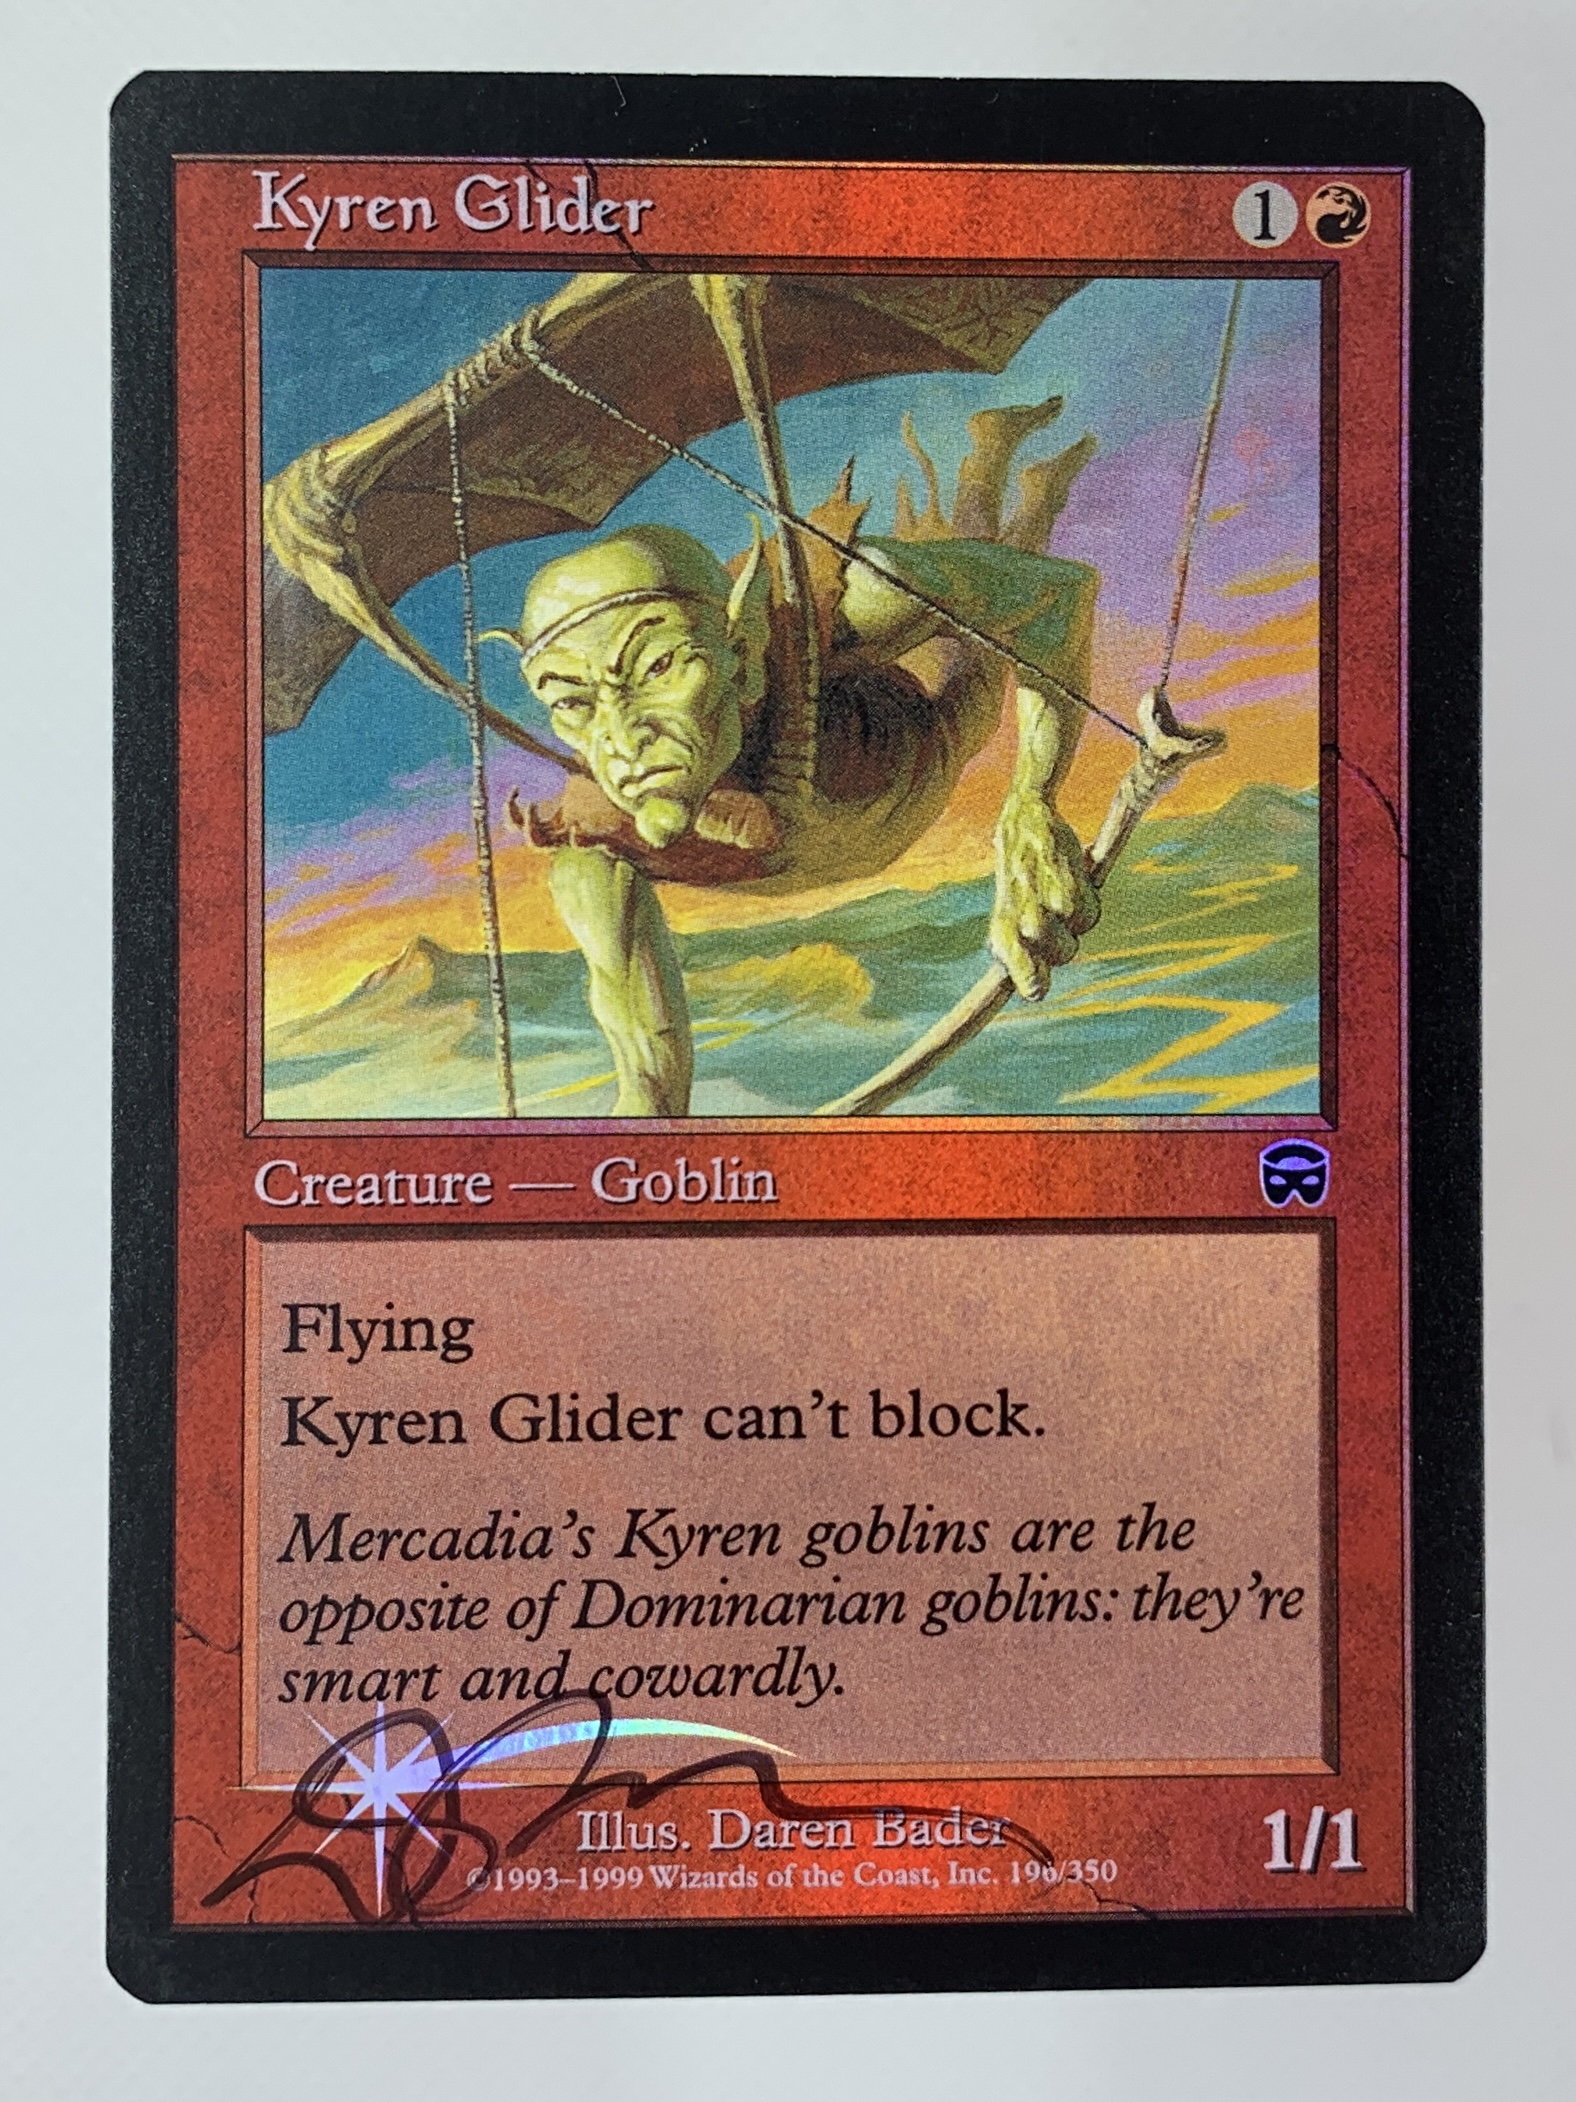 Kyren Glider 1
Creature — Goblin
Flying
Kyren Glider can't block.
Mercadia's Kyren goblins are the
opposite of Dominarian goblins: they're
smart and cowardly.
Illus. Daren Bader 1/1
©1993–1999 Wizards of the Coast, Inc. 196/350